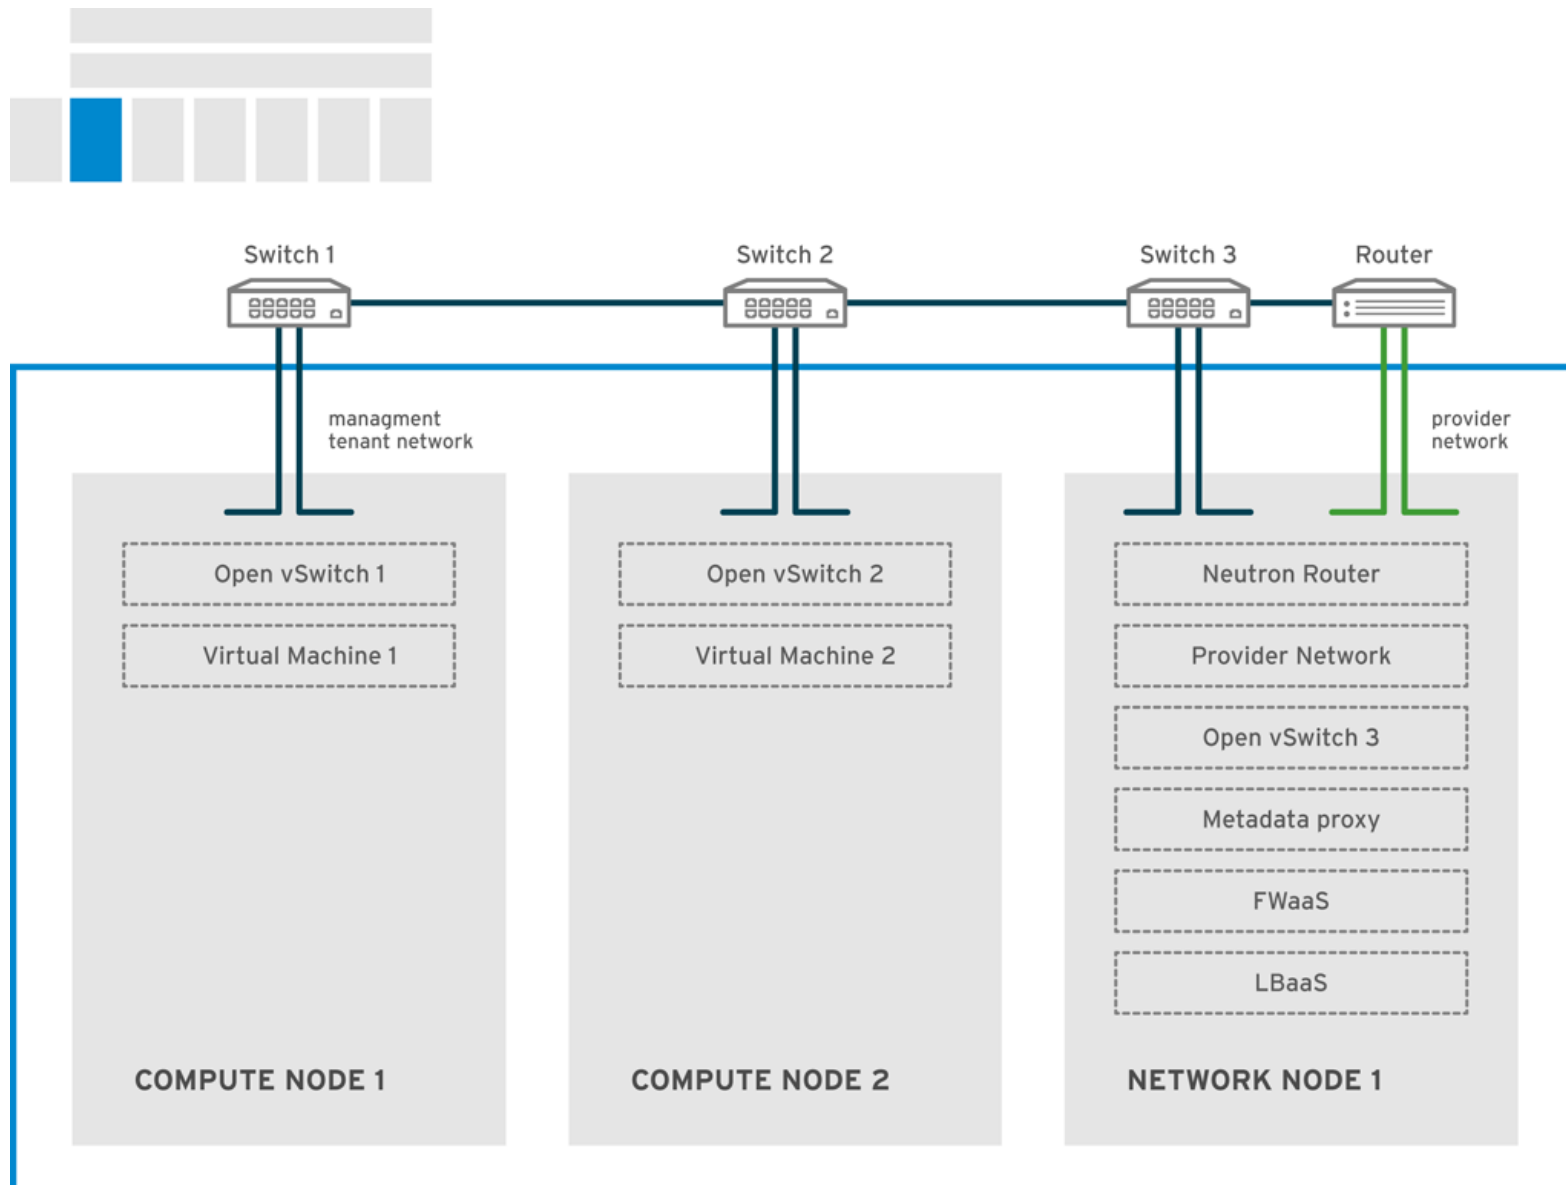 Switch 1
Switch 2
Switch 3
Router
managment
tenant network
provider
network
Open vSwitch 1
Virtual Machine 1
COMPUTE NODE 1
Open vSwitch 2
Virtual Machine 2
COMPUTE NODE 2
Neutron Router
Provider Network
Open vSwitch 3
Metadata proxy
FWaaS
LBaaS
NETWORK NODE 1